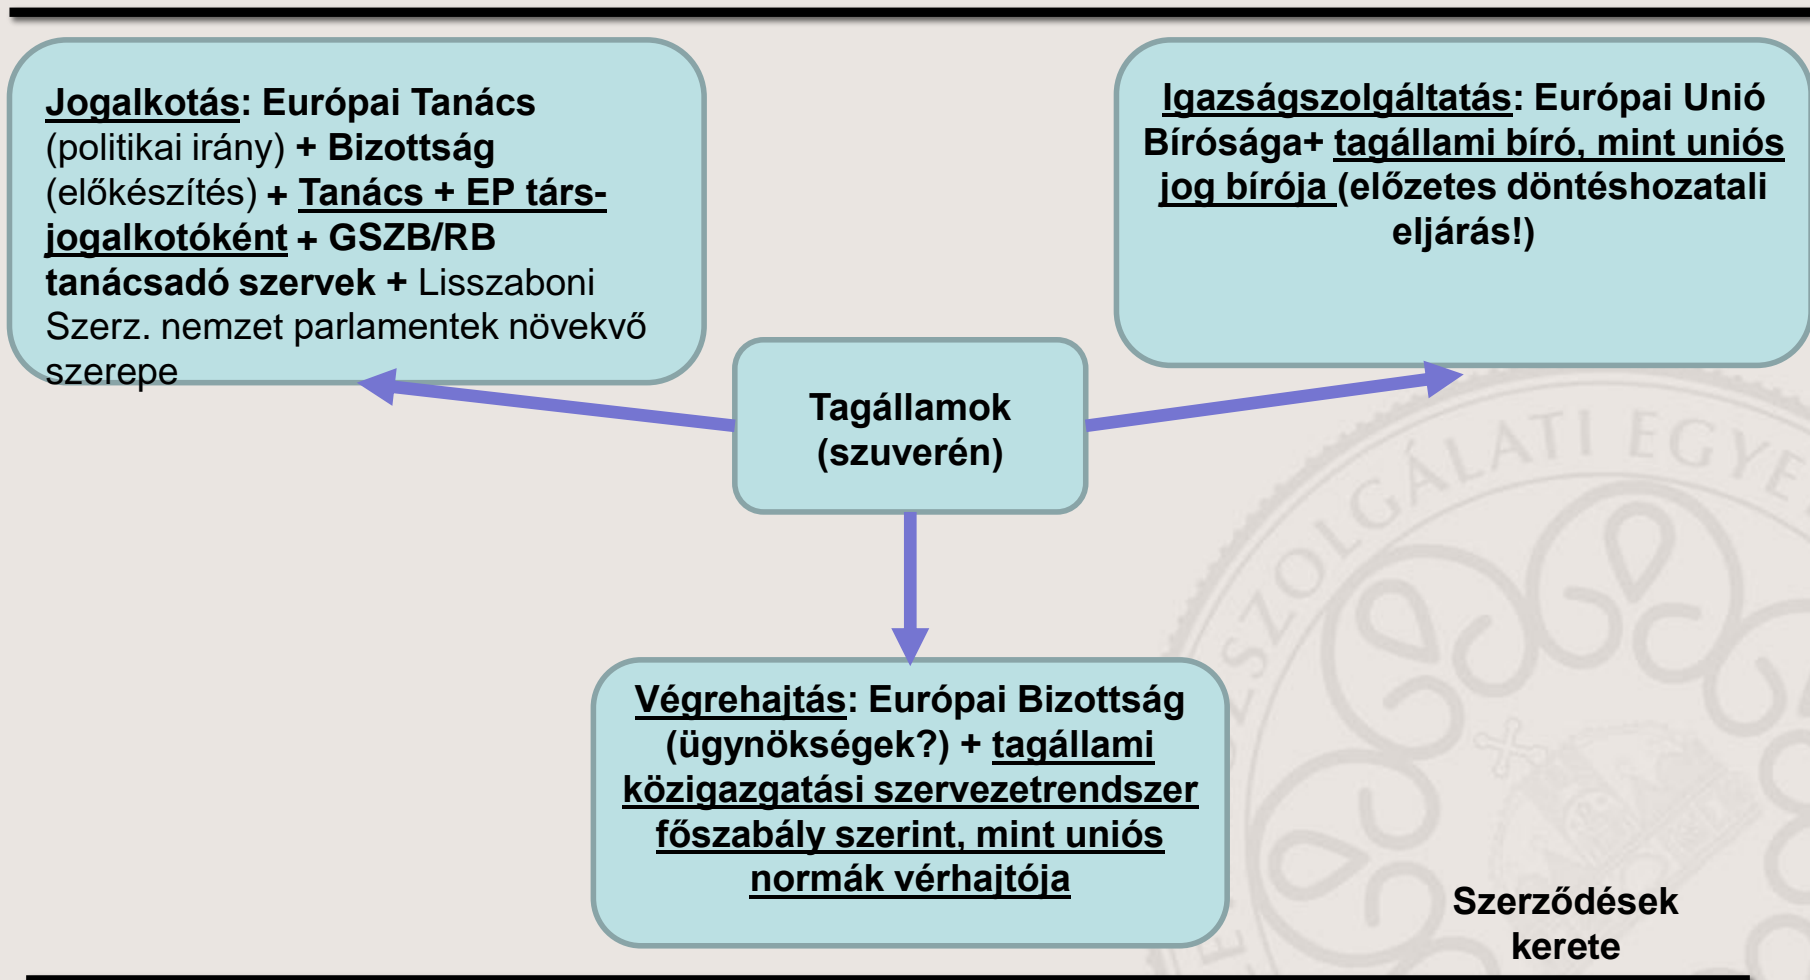 Jogalkotás: Európai Tanács
(politikai irány) + Bizottság
(előkészítés) + Tanács + EP társ-
jogalkotóként + GSZB/RB
tanácsadó szervek + Lisszaboni
Szerz. nemzet parlamentek növekvő
szerepe
Igazságszolgáltatás: Európai Unió
Bírósága+ tagállami bíró, mint uniós
jog bírója (előzetes döntéshozatali
eljárás!)
Tagállamok
(szuverén)
Végrehajtás: Európai Bizottság
(ügynökségek?) + tagállami
közigazgatási szervezetrendszer
főszabály szerint, mint uniós
normák vérhajtója
Szerződések
kerete